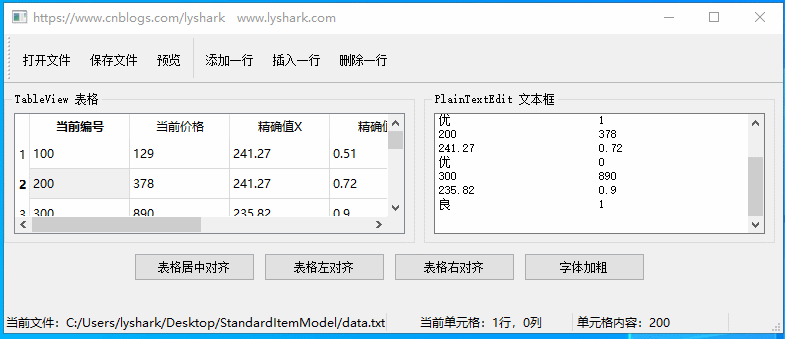 https://www.cnblogs.com/lyshark www.lyshark.com
打开文件 保存文件 预览 添加一行 插入一行 删除一行
TableView 表格 PlainTextEdit 文本框
当前编号 当前价格 精确值X 精确值
1 100 129 241.27 0.51
2 200 378 241.27 0.72
3 300 890 235.82 0.9
优 1
200 378
241.27 0.72
优 0
300 890
235.82 0.9
良 1
表格居中对齐 表格左对齐 表格右对齐 字体加粗
当前文件：C:/Users/lyshark/Desktop/StandardItemModel/data.txt 当前单元格：1行，0列 单元格内容：200